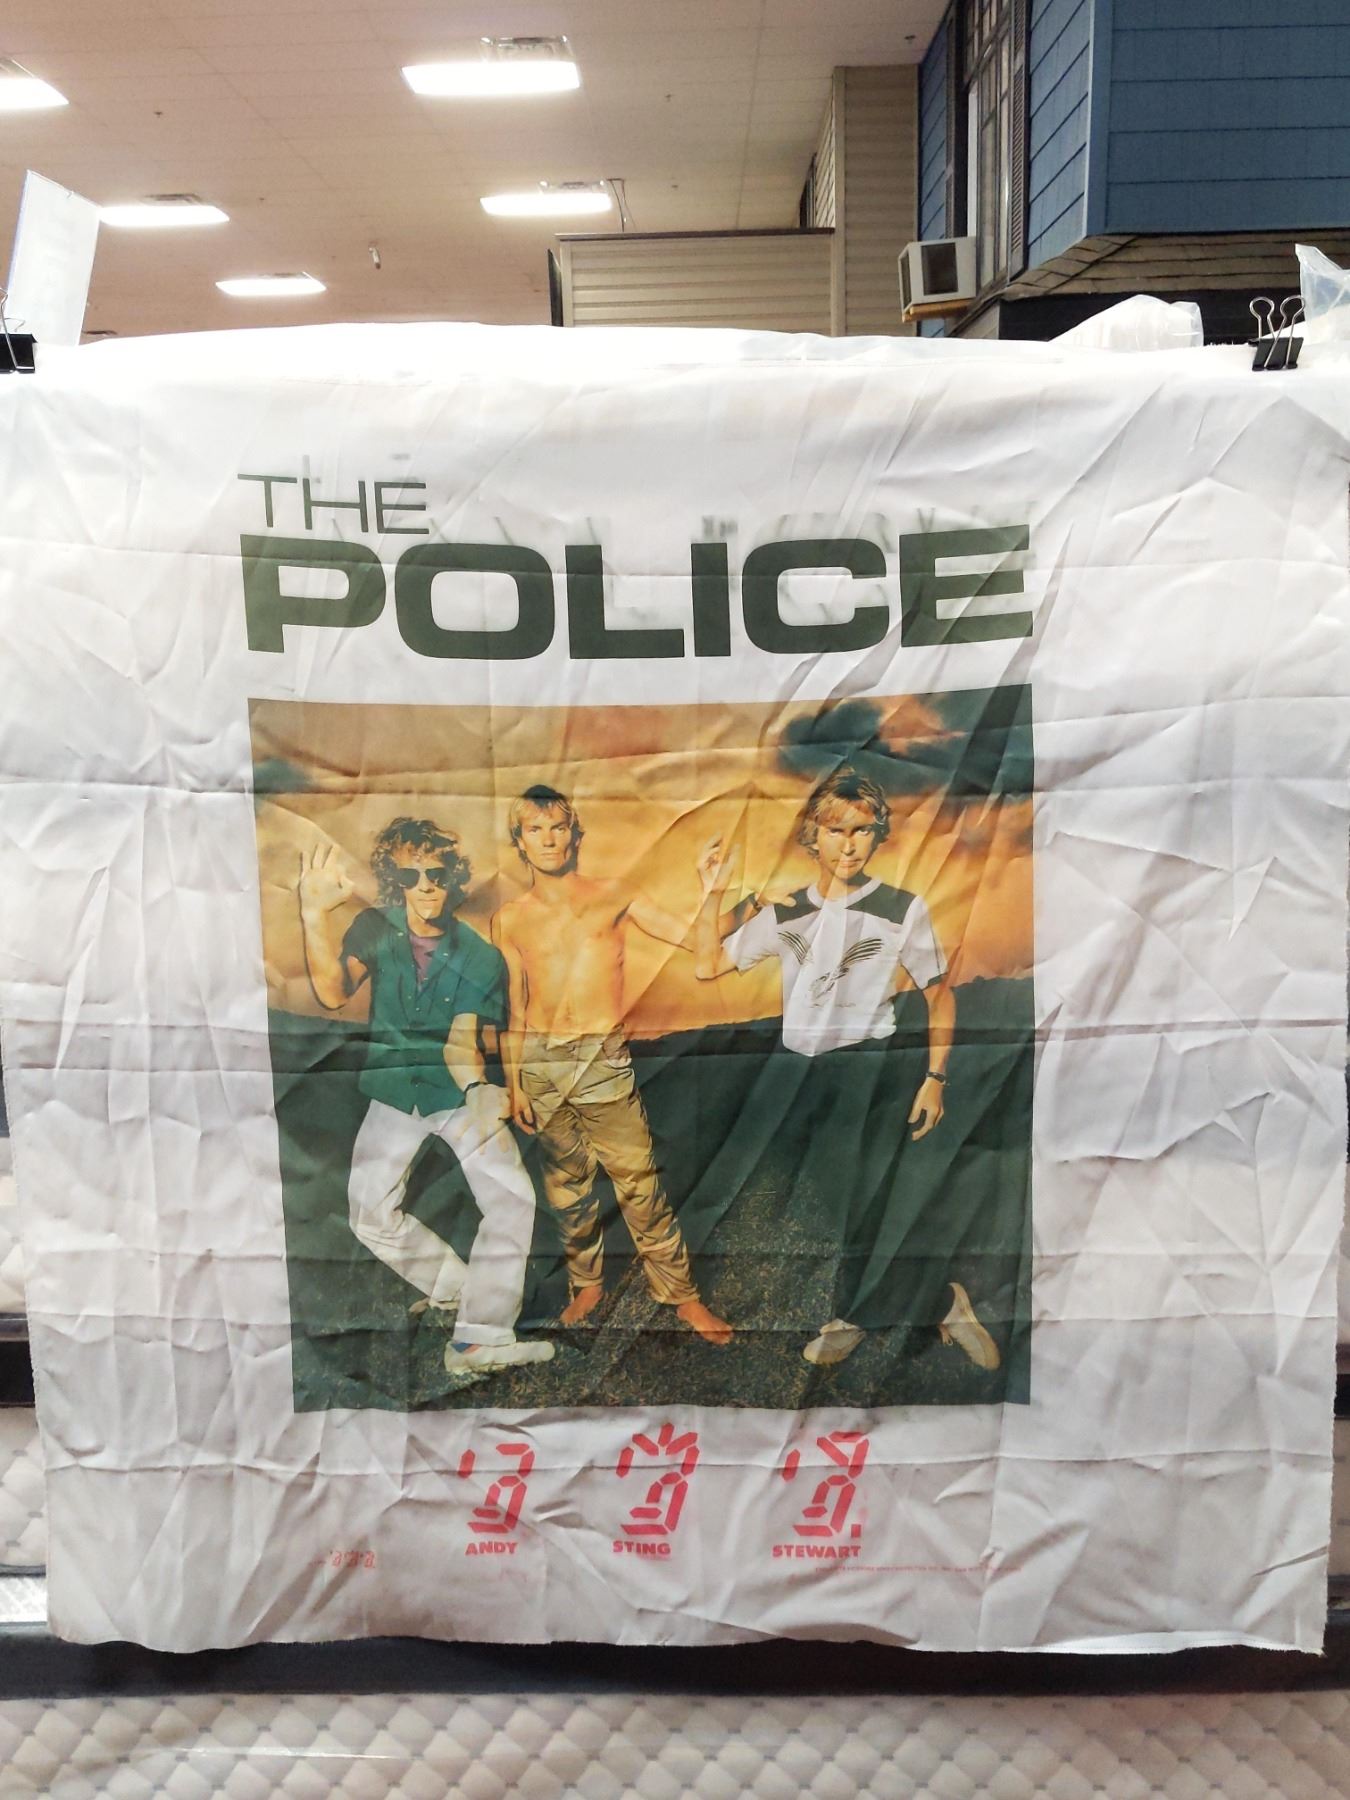 THE
POLICE
ANDY STING STEWART